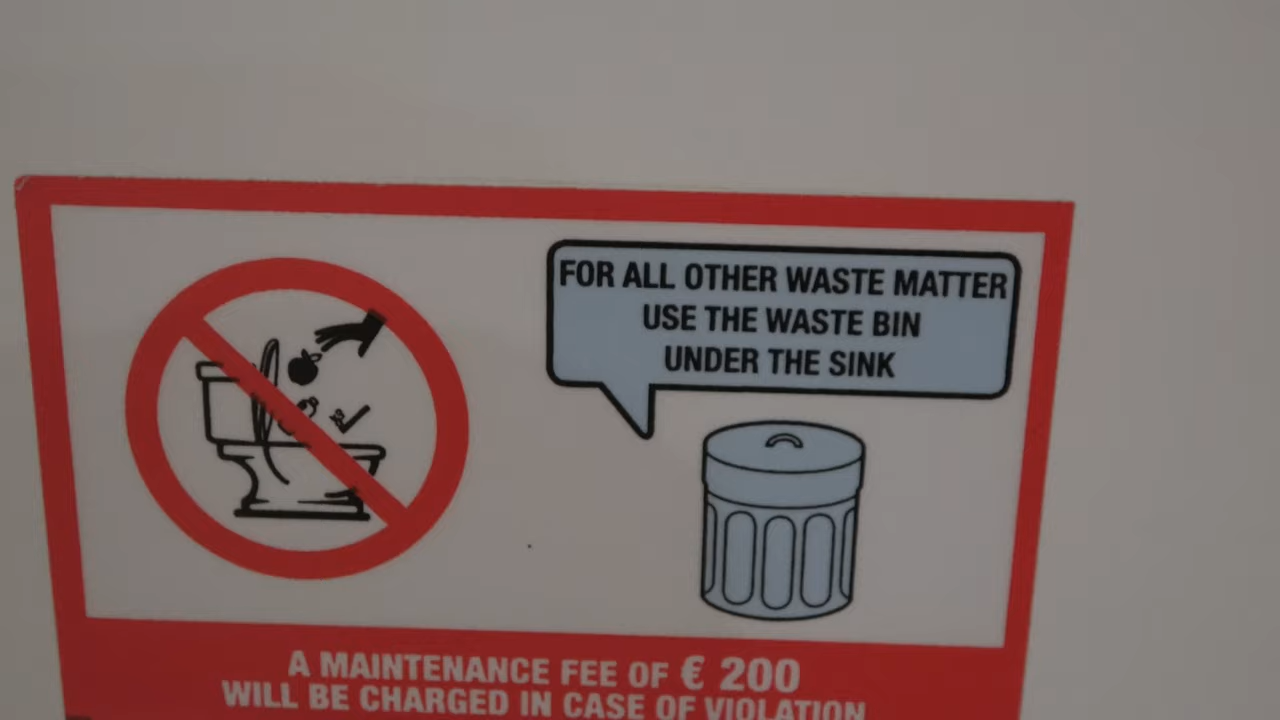 FOR ALL OTHER WASTE MATTER
USE THE WASTE BIN
UNDER THE SINK
A MAINTENANCE FEE OF € 200
WILL BE CHARGED IN CASE OF VIOLATION